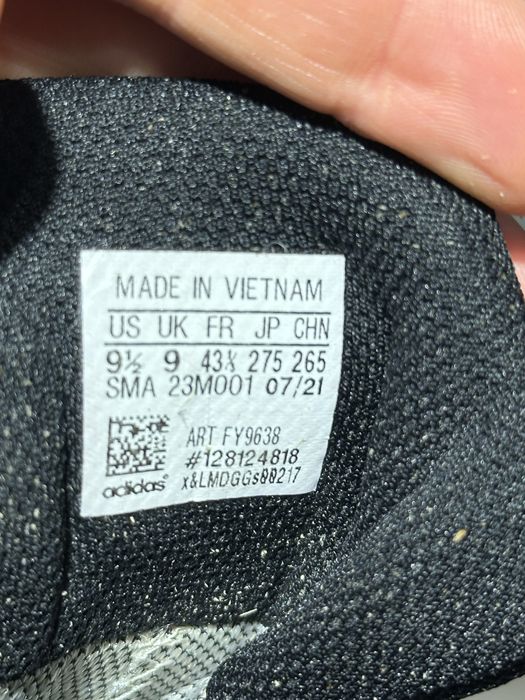 MADE IN VIETNAM
US UK FR JP CHN
9½ 9 43⅓ 275 265
SMA 23M001 07/21
ART FY9638
#128124818
adidas® x&LMDGGs88217